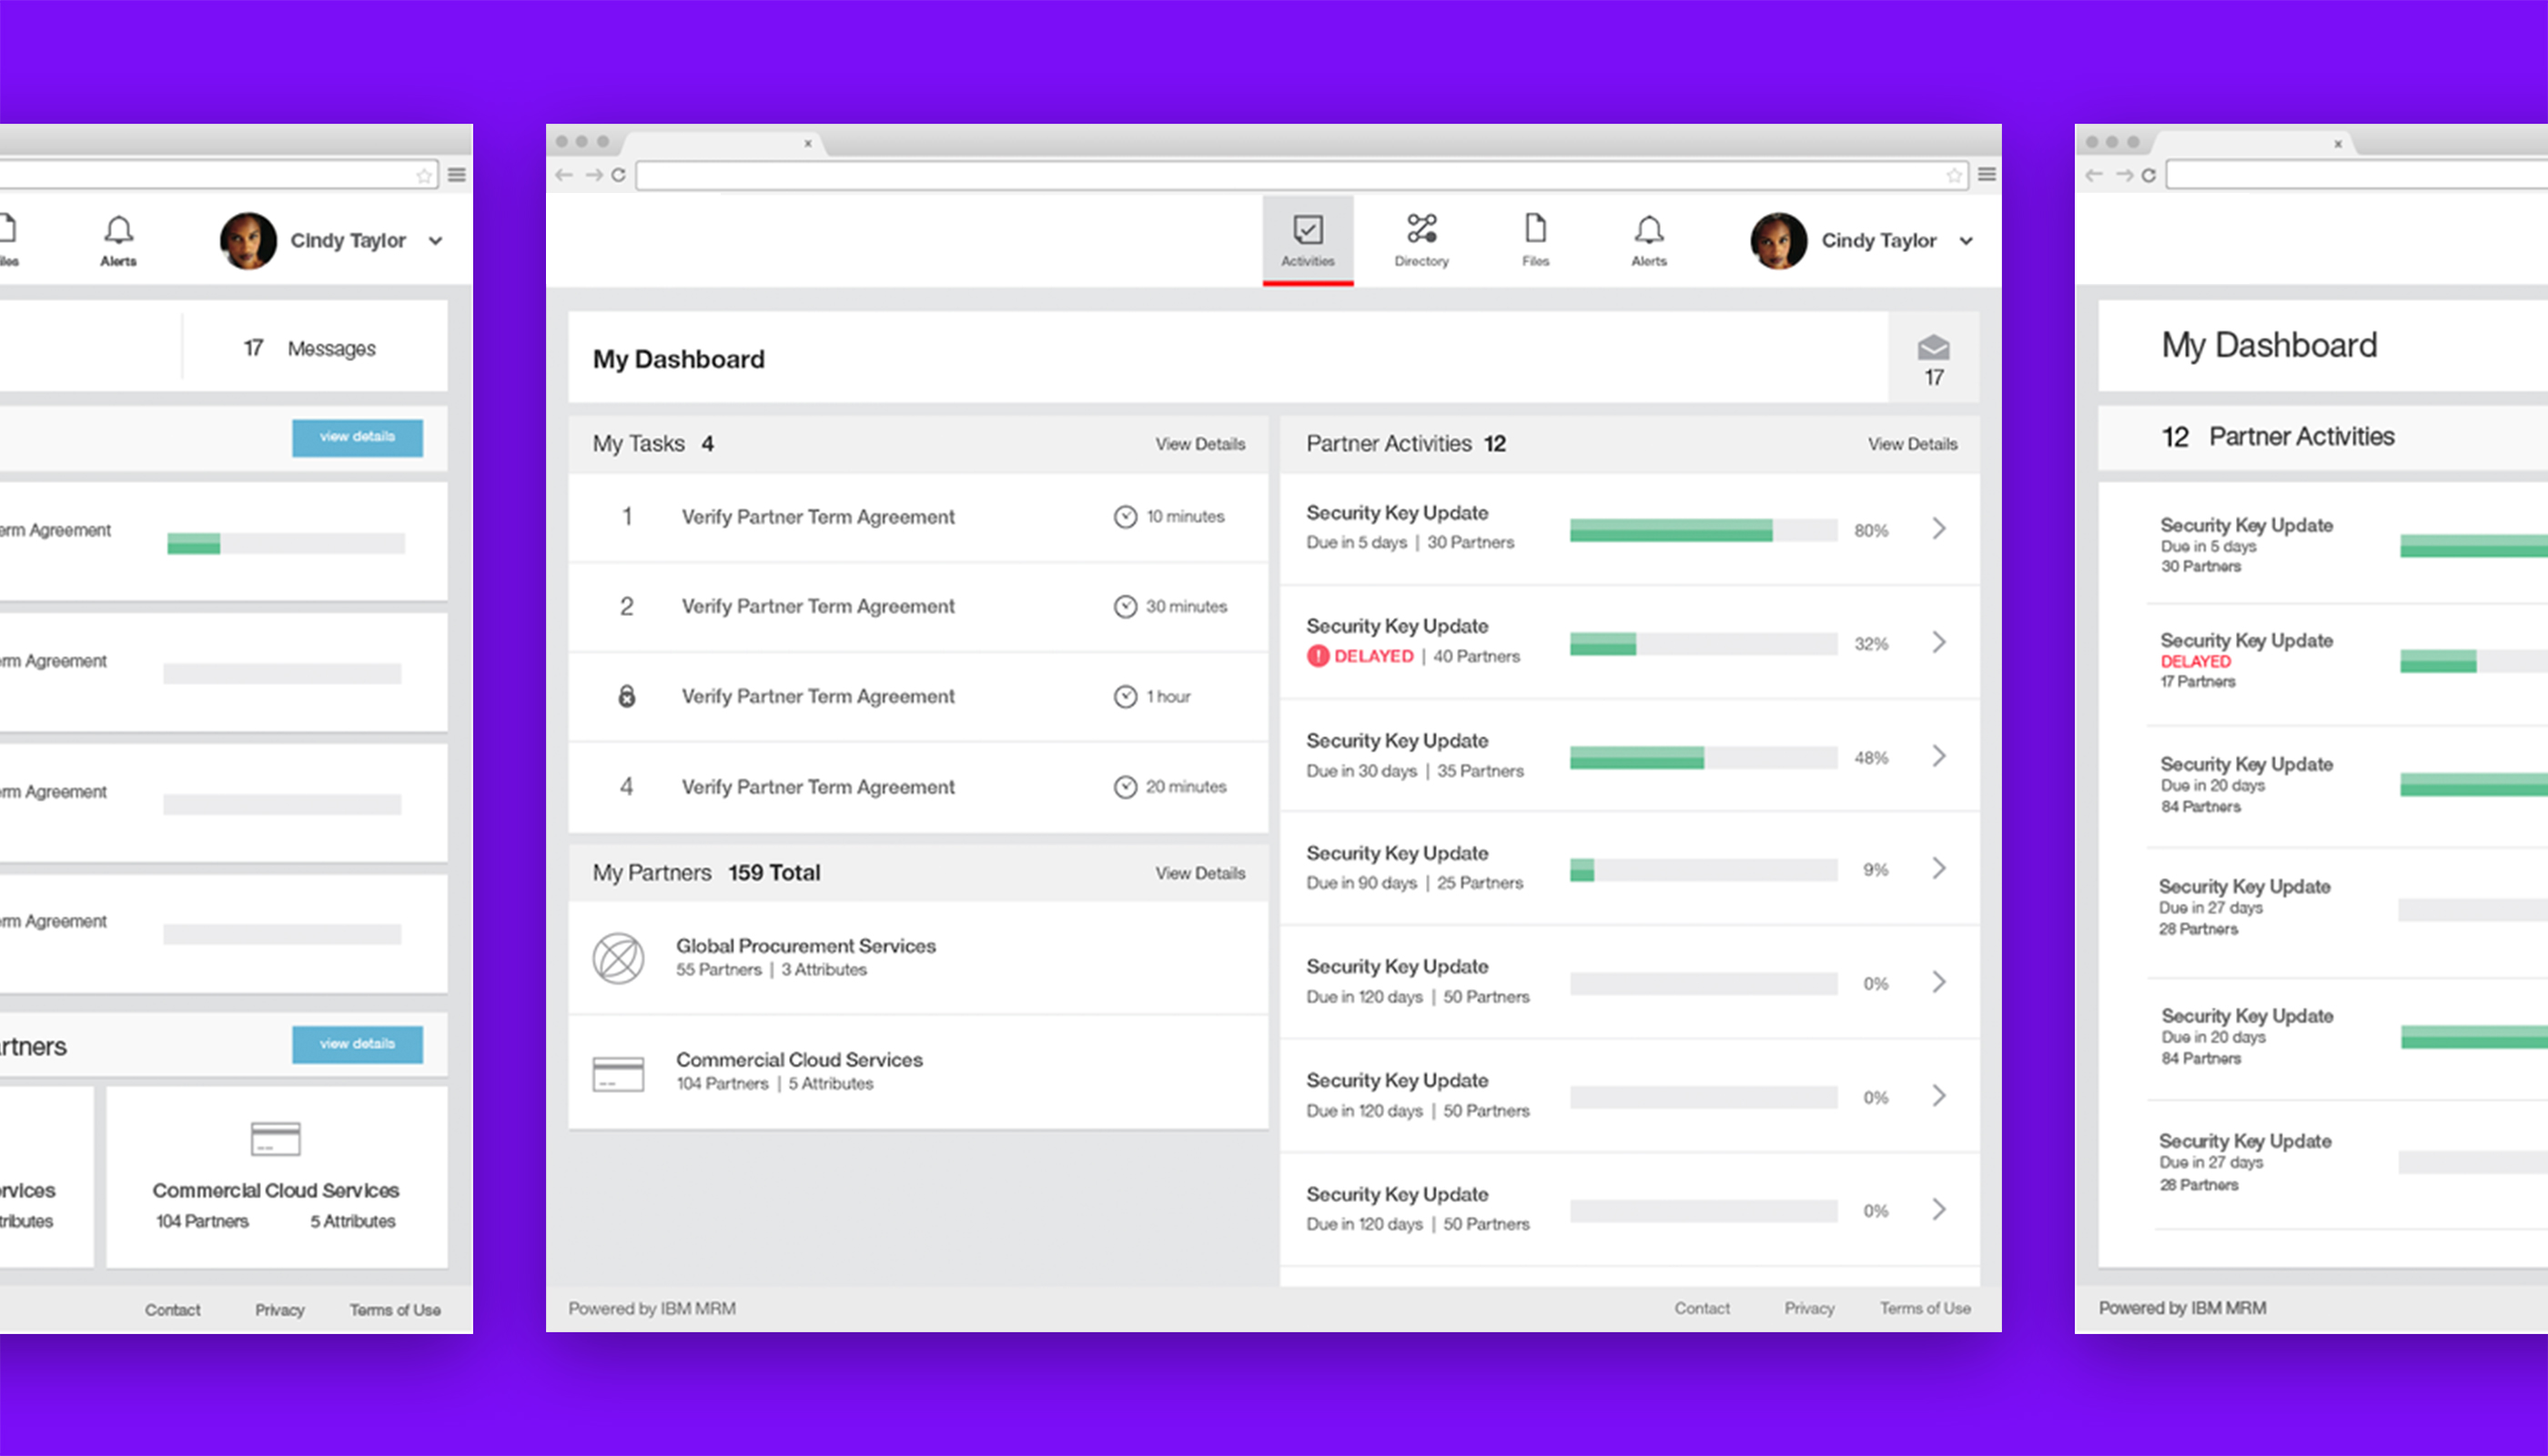 Alerts
Cindy Taylor
17 Messages
view details
erm Agreement
rm Agreement
rm Agreement
rm Agreement
rtners
view details
rvices
tributes
Commercial Cloud Services
104 Partners 5 Attributes
Contact Privacy Terms of Use
Activities
Directory
Files
Alerts
Cindy Taylor
My Dashboard
17
My Tasks 4 View Details
1 Verify Partner Term Agreement 10 minutes
2 Verify Partner Term Agreement 30 minutes
Verify Partner Term Agreement 1 hour
4 Verify Partner Term Agreement 20 minutes
My Partners 159 Total View Details
Global Procurement Services
55 Partners | 3 Attributes
Commercial Cloud Services
104 Partners | 5 Attributes
Partner Activities 12 View Details
Security Key Update
Due in 5 days | 30 Partners
80%
Security Key Update
DELAYED | 40 Partners
32%
Security Key Update
Due in 30 days | 35 Partners
48%
Security Key Update
Due in 90 days | 25 Partners
9%
Security Key Update
Due in 120 days | 50 Partners
0%
Security Key Update
Due in 120 days | 50 Partners
0%
Security Key Update
Due in 120 days | 50 Partners
0%
Powered by IBM MRM
Contact Privacy Terms of Use
My Dashboard
12 Partner Activities
Security Key Update
Due in 5 days
30 Partners
Security Key Update
DELAYED
17 Partners
Security Key Update
Due in 20 days
84 Partners
Security Key Update
Due in 27 days
28 Partners
Security Key Update
Due in 20 days
84 Partners
Security Key Update
Due in 27 days
28 Partners
Powered by IBM MRM